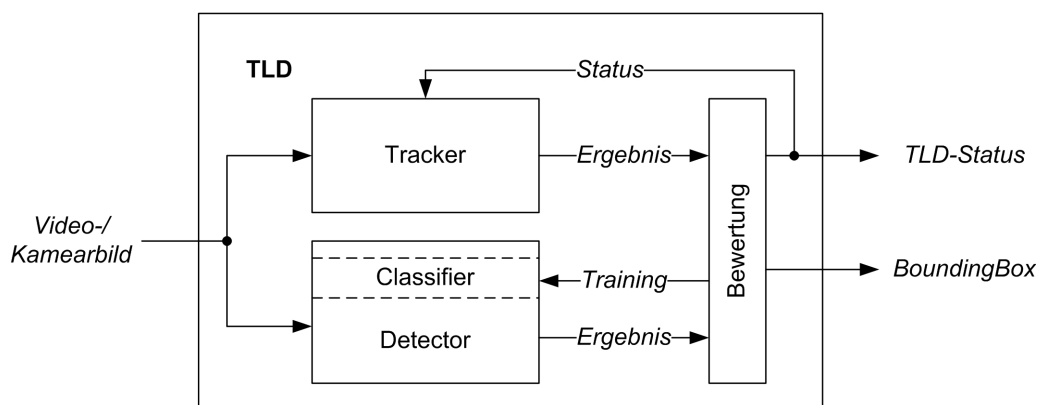 TLD
Status
Tracker
Ergebnis
TLD-Status
Video-/
Kamearbild
Bewertung
Classifier
Training
BoundingBox
Detector
Ergebnis